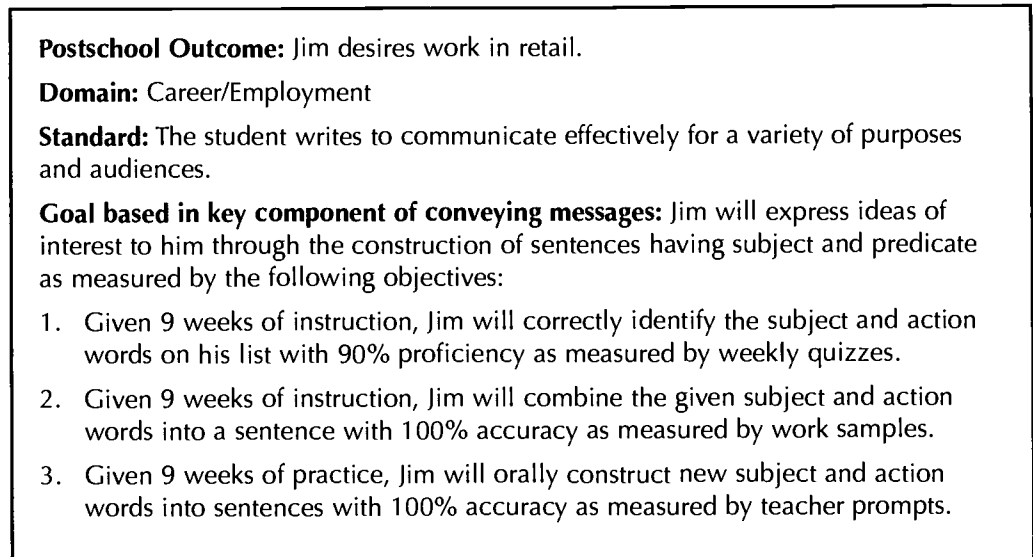 Postschool Outcome: Jim desires work in retail.
Domain: Career/Employment
Standard: The student writes to communicate effectively for a variety of purposes
and audiences.
Goal based in key component of conveying messages: Jim will express ideas of
interest to him through the construction of sentences having subject and predicate
as measured by the following objectives:
1. Given 9 weeks of instruction, Jim will correctly identify the subject and action
words on his list with 90% proficiency as measured by weekly quizzes.
2. Given 9 weeks of instruction, Jim will combine the given subject and action
words into a sentence with 100% accuracy as measured by work samples.
3. Given 9 weeks of practice, Jim will orally construct new subject and action
words into sentences with 100% accuracy as measured by teacher prompts.